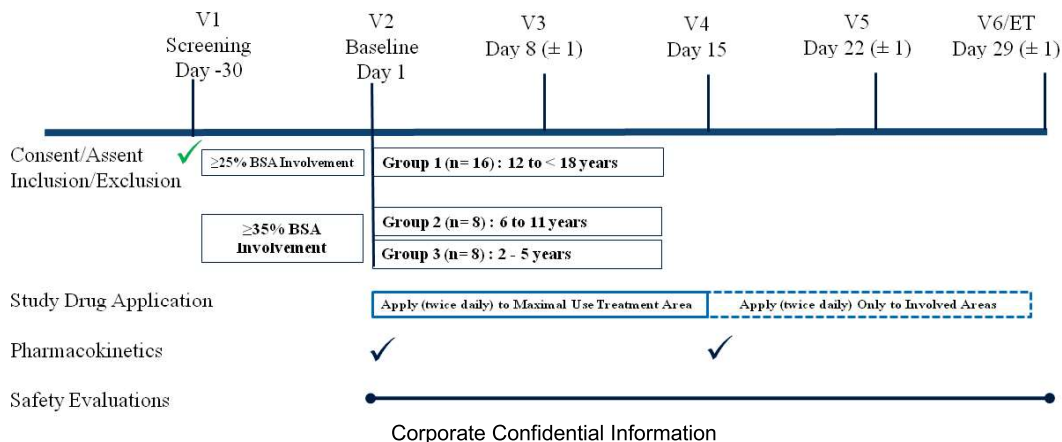 V1
Screening
Day -30
V2
Baseline
Day 1
V3
Day 8 (± 1)
V4
Day 15
V5
Day 22 (± 1)
V6/ET
Day 29 (± 1)
Consent/Assent
Inclusion/Exclusion
≥25% BSA Involvement
Group 1 (n= 16) : 12 to < 18 years
≥35% BSA
Involvement
Group 2 (n= 8) : 6 to 11 years
Group 3 (n= 8) : 2 - 5 years
Study Drug Application
Apply (twice daily) to Maximal Use Treatment Area
Apply (twice daily) Only to Involved Areas
Pharmacokinetics
Safety Evaluations
Corporate Confidential Information